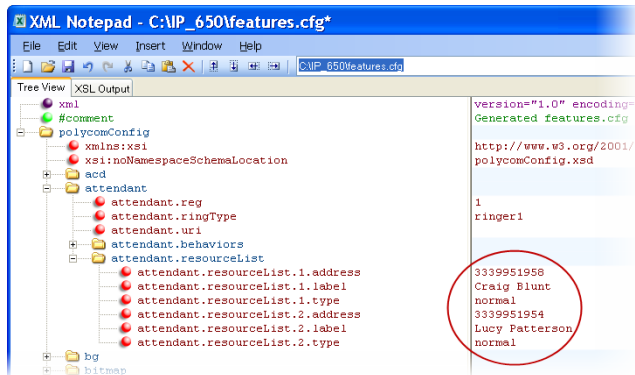 XML Notepad - C:\IP_650\features.cfg*
File Edit View Insert Window Help
C:\IP_650\features.cfg
Tree View XSL Output
xml version="1.0" encoding=
#comment Generated features.cfg
polycomConfig
xmlns:xsi http://www.w3.org/2001/
xsi:noNamespaceSchemaLocation polycomConfig.xsd
acd
attendant
attendant.reg 1
attendant.ringType ringer1
attendant.uri
attendant.behaviors
attendant.resourceList
attendant.resourceList.1.address 3339951958
attendant.resourceList.1.label Craig Blunt
attendant.resourceList.1.type normal
attendant.resourceList.2.address 3339951954
attendant.resourceList.2.label Lucy Patterson
attendant.resourceList.2.type normal
bg
bitmap